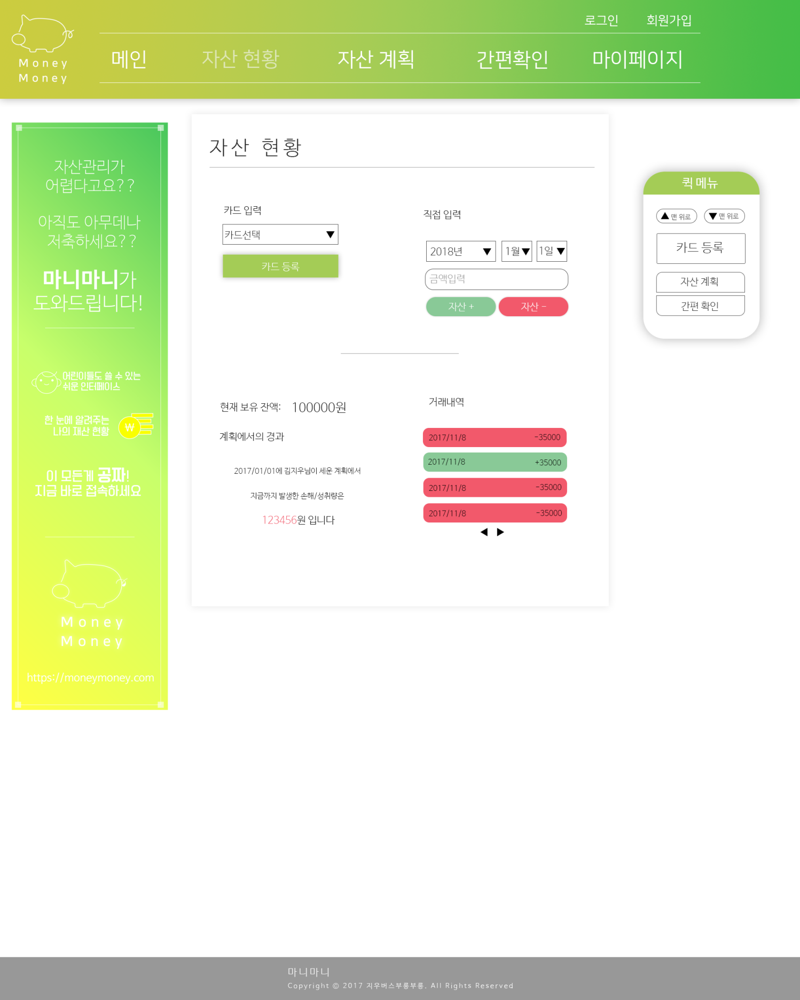 로그인 회원가입
Money
Money
메인 자산 현황 자산 계획 간편확인 마이페이지
자산관리가
어렵다고요??
아직도 아무데나
저축하세요??
마니마니가
도와드립니다!
어린이들도 쓸 수 있는
쉬운 인터페이스
한 눈에 알려주는
나의 재산 현황
₩
이 모든게 공짜!
지금 바로 접속하세요
Money
Money
https://moneymoney.com
자산 현황
카드 입력
카드선택 ▼
카드 등록
직접 입력
2018년 ▼ 1월 ▼ 1일 ▼
금액입력
자산 + 자산 -
현재 보유 잔액: 100000원
계획에서의 경과
2017/01/01에 김지우님이 세운 계획에서
지금까지 발생한 손해/성취량은
123456원 입니다
거래내역
2017/11/8 -35000
2017/11/8 +35000
2017/11/8 -35000
2017/11/8 -35000
◀ ▶
퀵 메뉴
▲ 맨 위로 ▼ 맨 위로
카드 등록
자산 계획
간편 확인
마니마니
Copyright © 2017 지우버스부릉부릉. All Rights Reserved